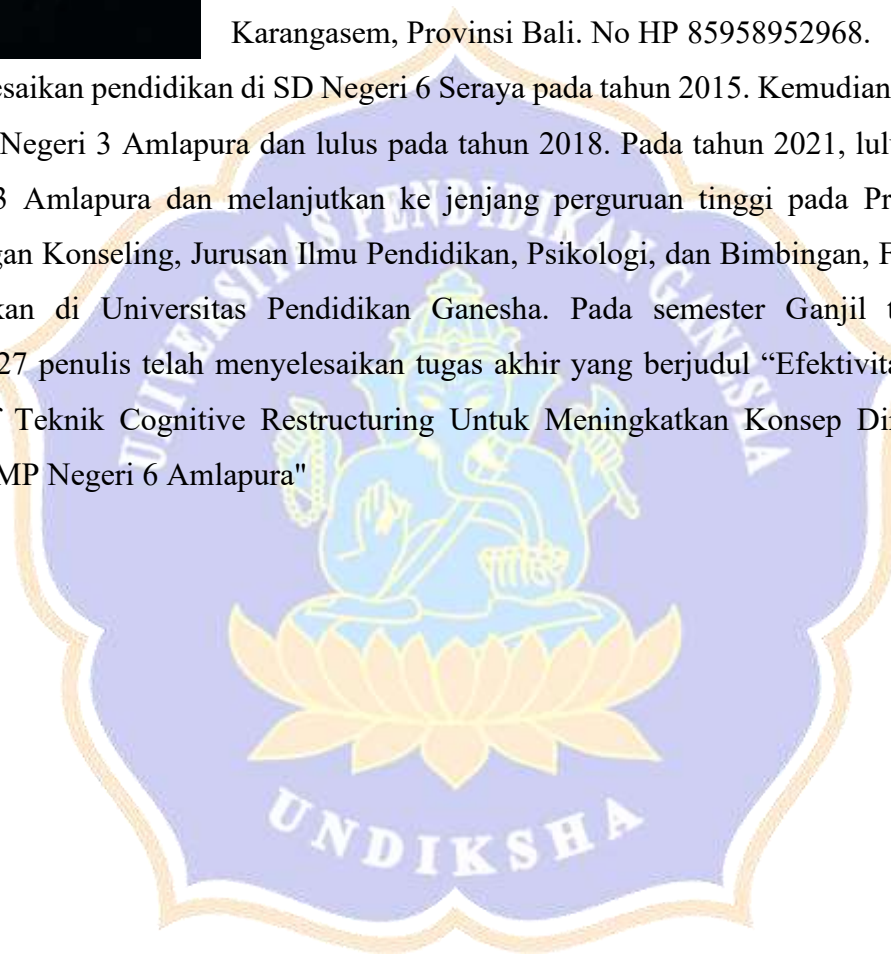 Karangasem, Provinsi Bali. No HP 85958952968.
esaikan pendidikan di SD Negeri 6 Seraya pada tahun 2015. Kemudian
Negeri 3 Amlapura dan lulus pada tahun 2018. Pada tahun 2021, lul
3 Amlapura dan melanjutkan ke jenjang perguruan tinggi pada Pr
gan Konseling, Jurusan Ilmu Pendidikan, Psikologi, dan Bimbingan, F
kan di Universitas Pendidikan Ganesha. Pada semester Ganjil t
27 penulis telah menyelesaikan tugas akhir yang berjudul “Efektivita
f Teknik Cognitive Restructuring Untuk Meningkatkan Konsep Di
MP Negeri 6 Amlapura"
UNIVERSITAS PENDIDIKAN GANESHA
UNDIKSHA